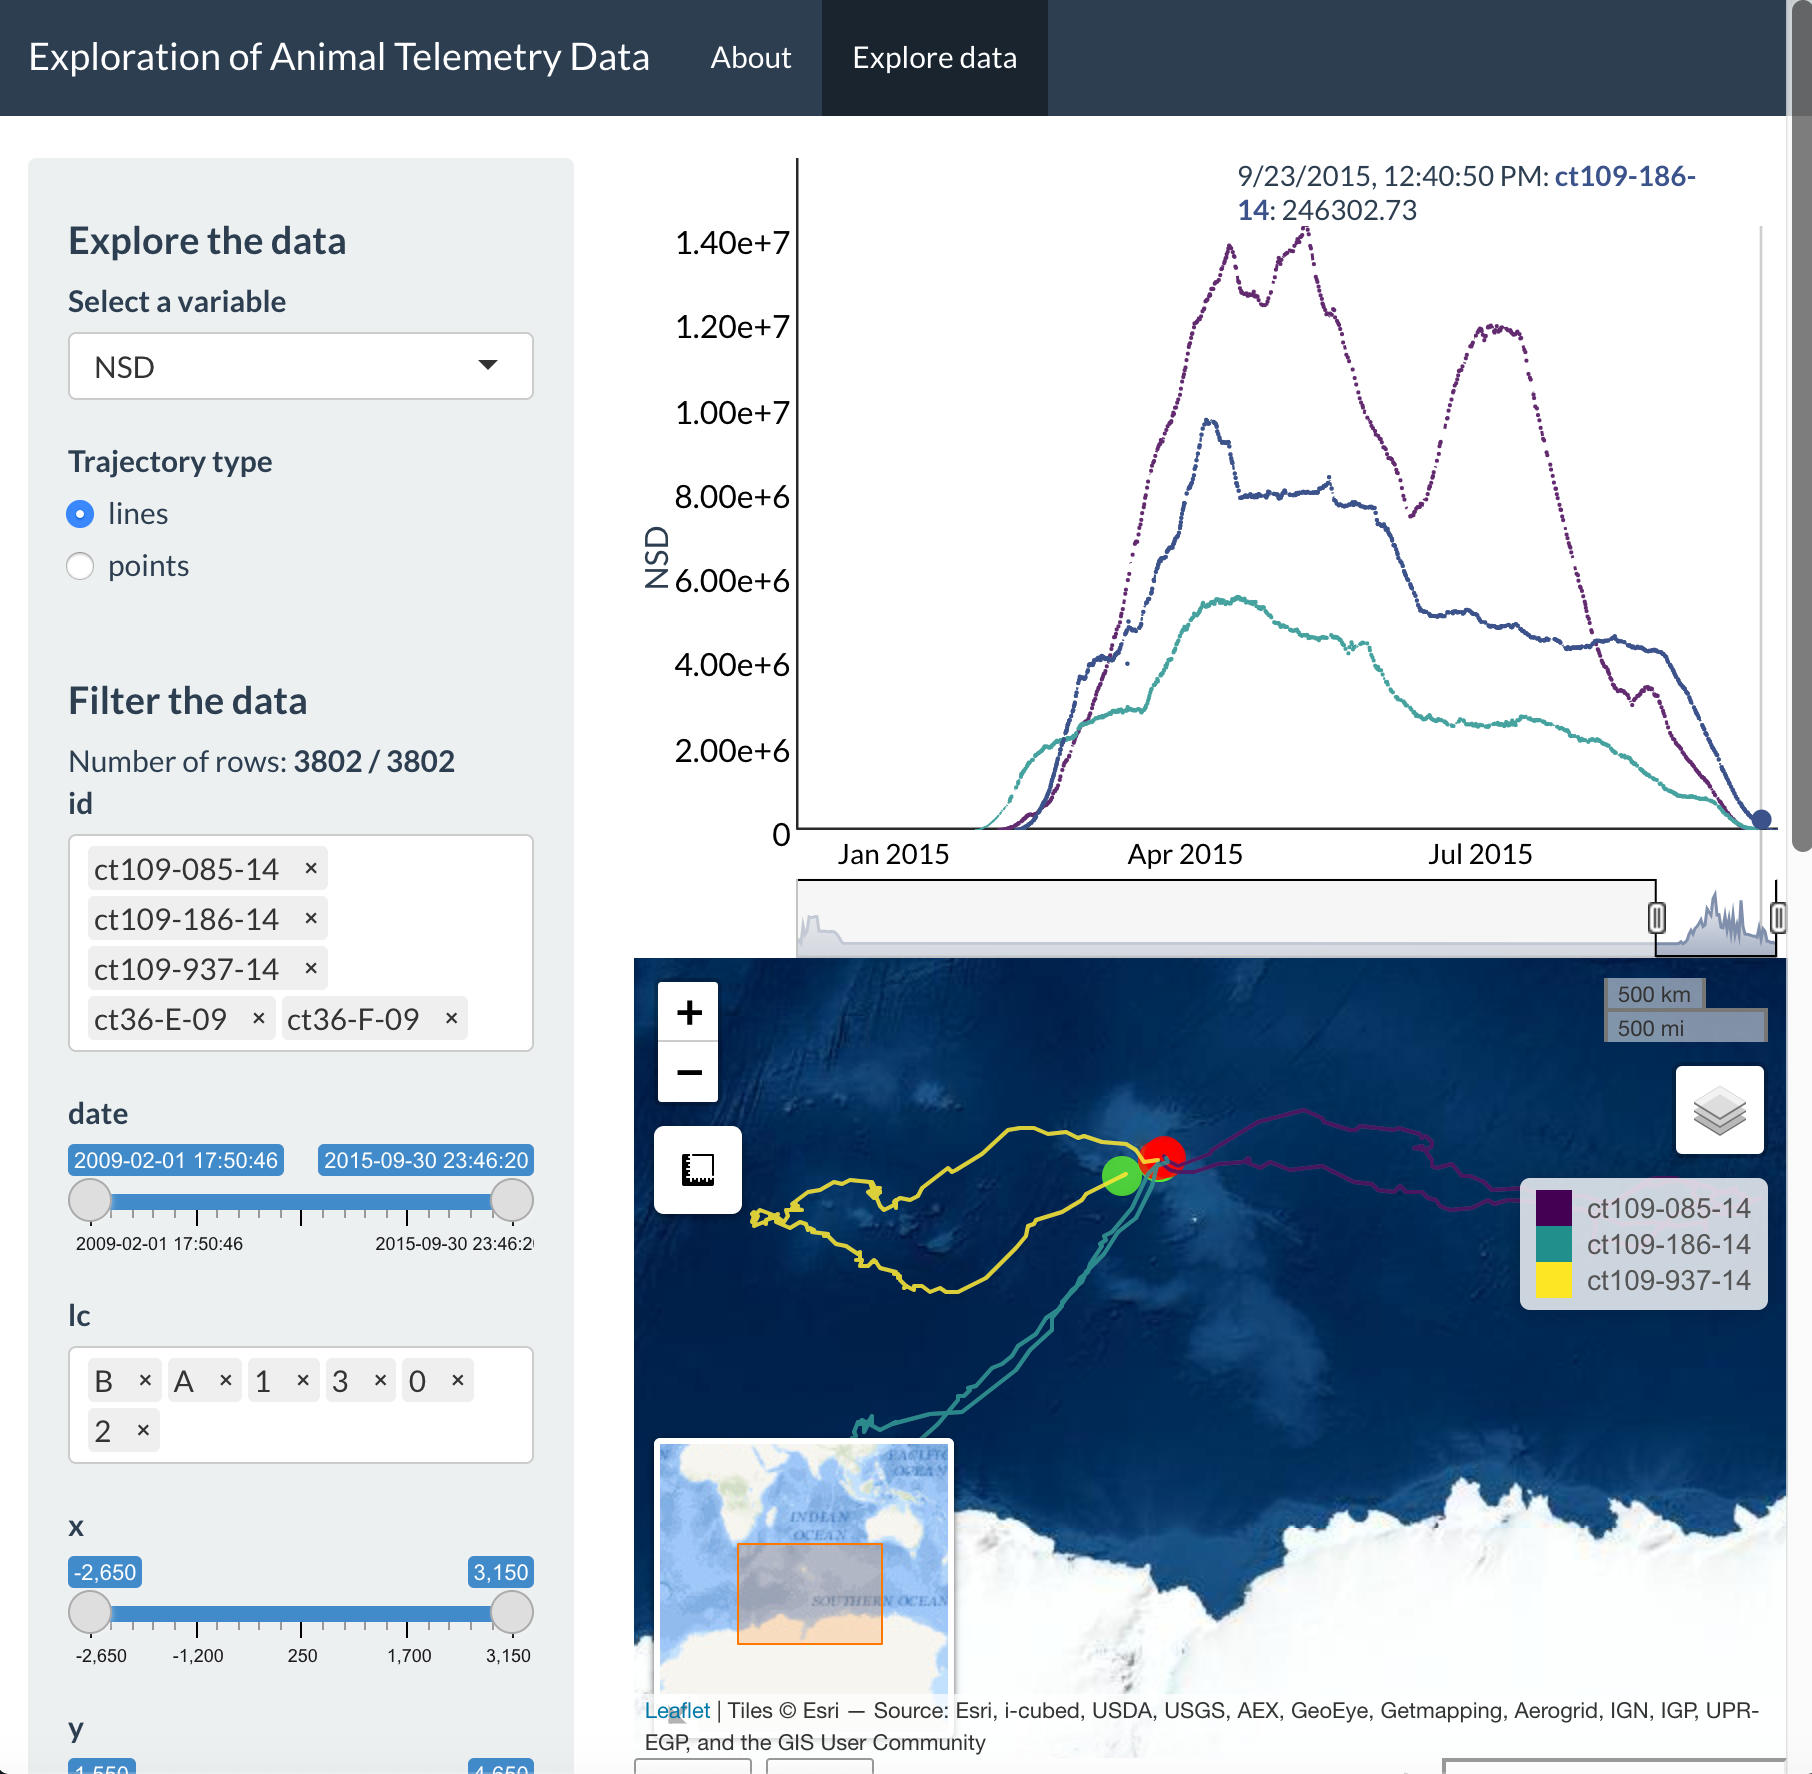 Exploration of Animal Telemetry Data
About
Explore data
Explore the data
Select a variable
NSD
Trajectory type
lines
points
Filter the data
Number of rows: 3802 / 3802
id
ct109-085-14 ×
ct109-186-14 ×
ct109-937-14 ×
ct36-E-09 × ct36-F-09 ×
date
2009-02-01 17:50:46
2015-09-30 23:46:20
2009-02-01 17:50:46
2015-09-30 23:46:2
lc
B × A × 1 × 3 × 0 ×
2 ×
x
-2,650
3,150
-2,650 -1,200 250 1,700 3,150
y
-1,550
4,650
9/23/2015, 12:40:50 PM: ct109-186-
14: 246302.73
1.40e+7
1.20e+7
1.00e+7
8.00e+6
NSD
6.00e+6
4.00e+6
2.00e+6
0
Jan 2015 Apr 2015 Jul 2015
+
−
500 km
500 mi
ct109-085-14
ct109-186-14
ct109-937-14
PACIFIC
OCEAN
INDIAN
OCEAN
SOUTHERN OCEAN
Leaflet | Tiles © Esri — Source: Esri, i-cubed, USDA, USGS, AEX, GeoEye, Getmapping, Aerogrid, IGN, IGP, UPR-
EGP, and the GIS User Community